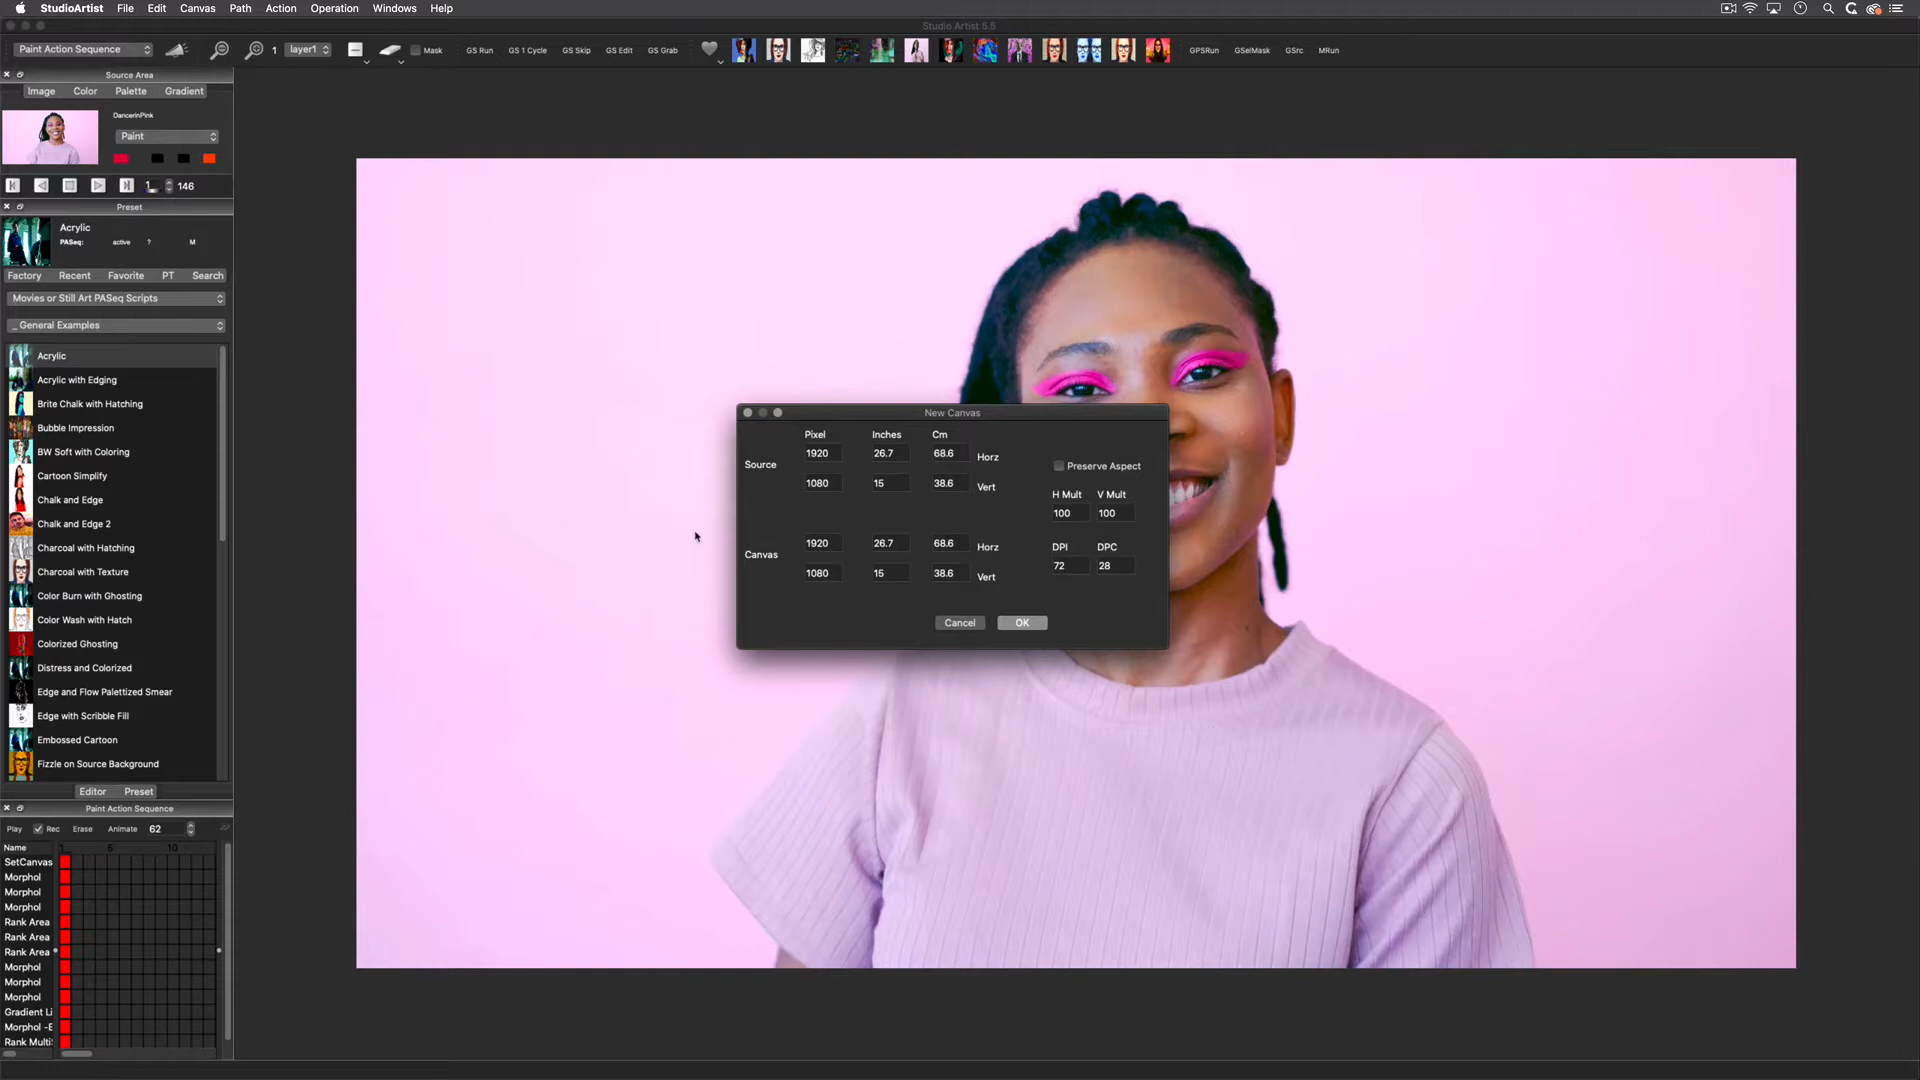 StudioArtist File Edit Canvas Path Action Operation Windows Help
Studio Artist 5.5
Paint Action Sequence 1 layer1 Mask GS Run GS 1 Cycle GS Skip GS Edit GS Grab GPSRun GSelMask GSrc MRun
Source Area
Image Color Palette Gradient
DancerInPink
Paint
1 146
Preset
Acrylic
PASeq: active ? M
Factory Recent Favorite PT Search
Movies or Still Art PASeq Scripts
_ General Examples
Acrylic
Acrylic with Edging
Brite Chalk with Hatching
Bubble Impression
BW Soft with Coloring
Cartoon Simplify
Chalk and Edge
Chalk and Edge 2
Charcoal with Hatching
Charcoal with Texture
Color Burn with Ghosting
Color Wash with Hatch
Colorized Ghosting
Distress and Colorized
Edge and Flow Palettized Smear
Edge with Scribble Fill
Embossed Cartoon
Fizzle on Source Background
Editor Preset
Paint Action Sequence
Play Rec Erase Animate 62
Name 1 5 10
SetCanvas
Morphol
Morphol
Morphol
Rank Area
Rank Area
Rank Area
Morphol
Morphol
Morphol
Gradient Li
Morphol -E
Rank Multi
New Canvas
Pixel Inches Cm
Source
1920 26.7 68.6 Horz
1080 15 38.6 Vert
Preserve Aspect
H Mult V Mult
100 100
Canvas
1920 26.7 68.6 Horz
1080 15 38.6 Vert
DPI DPC
72 28
Cancel OK